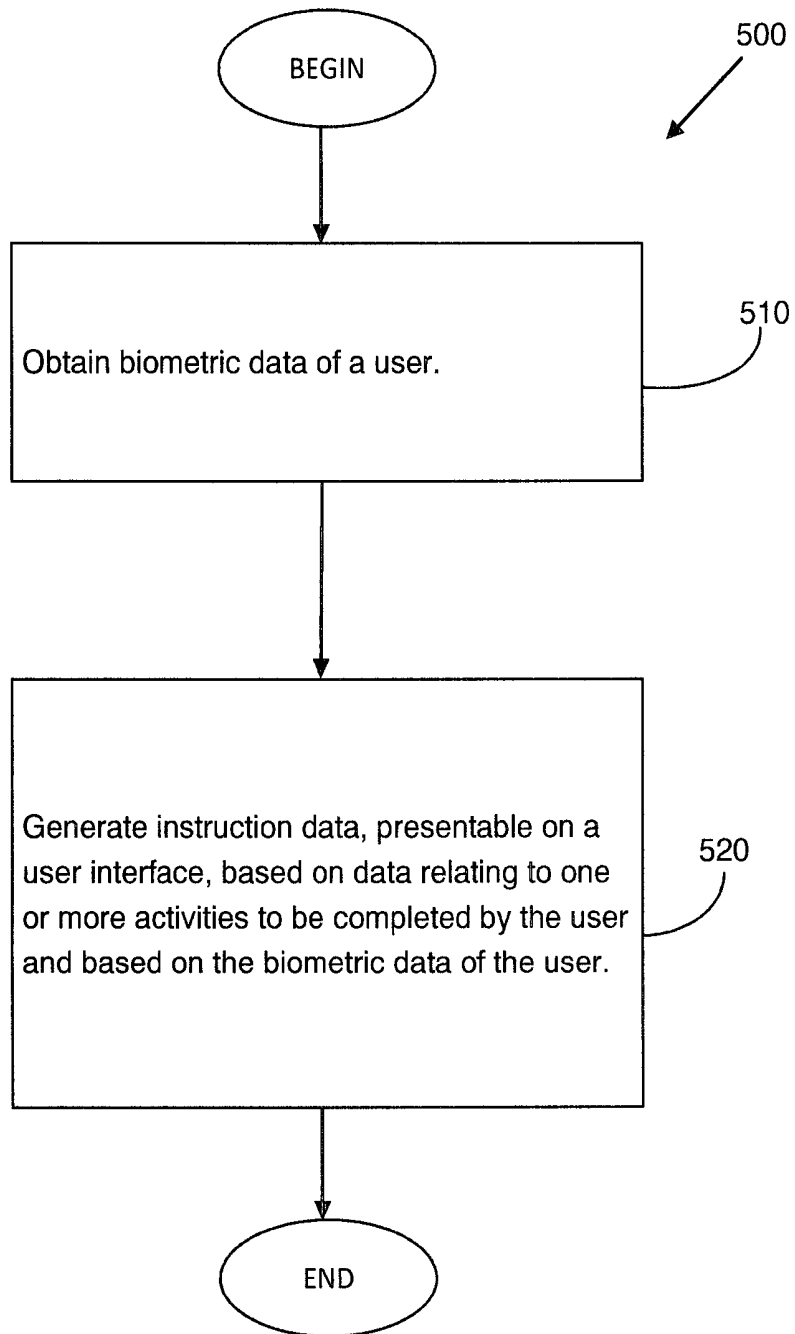 BEGIN
500
510
Obtain biometric data of a user.
Generate instruction data, presentable on a
user interface, based on data relating to one
or more activities to be completed by the user
and based on the biometric data of the user.
520
END